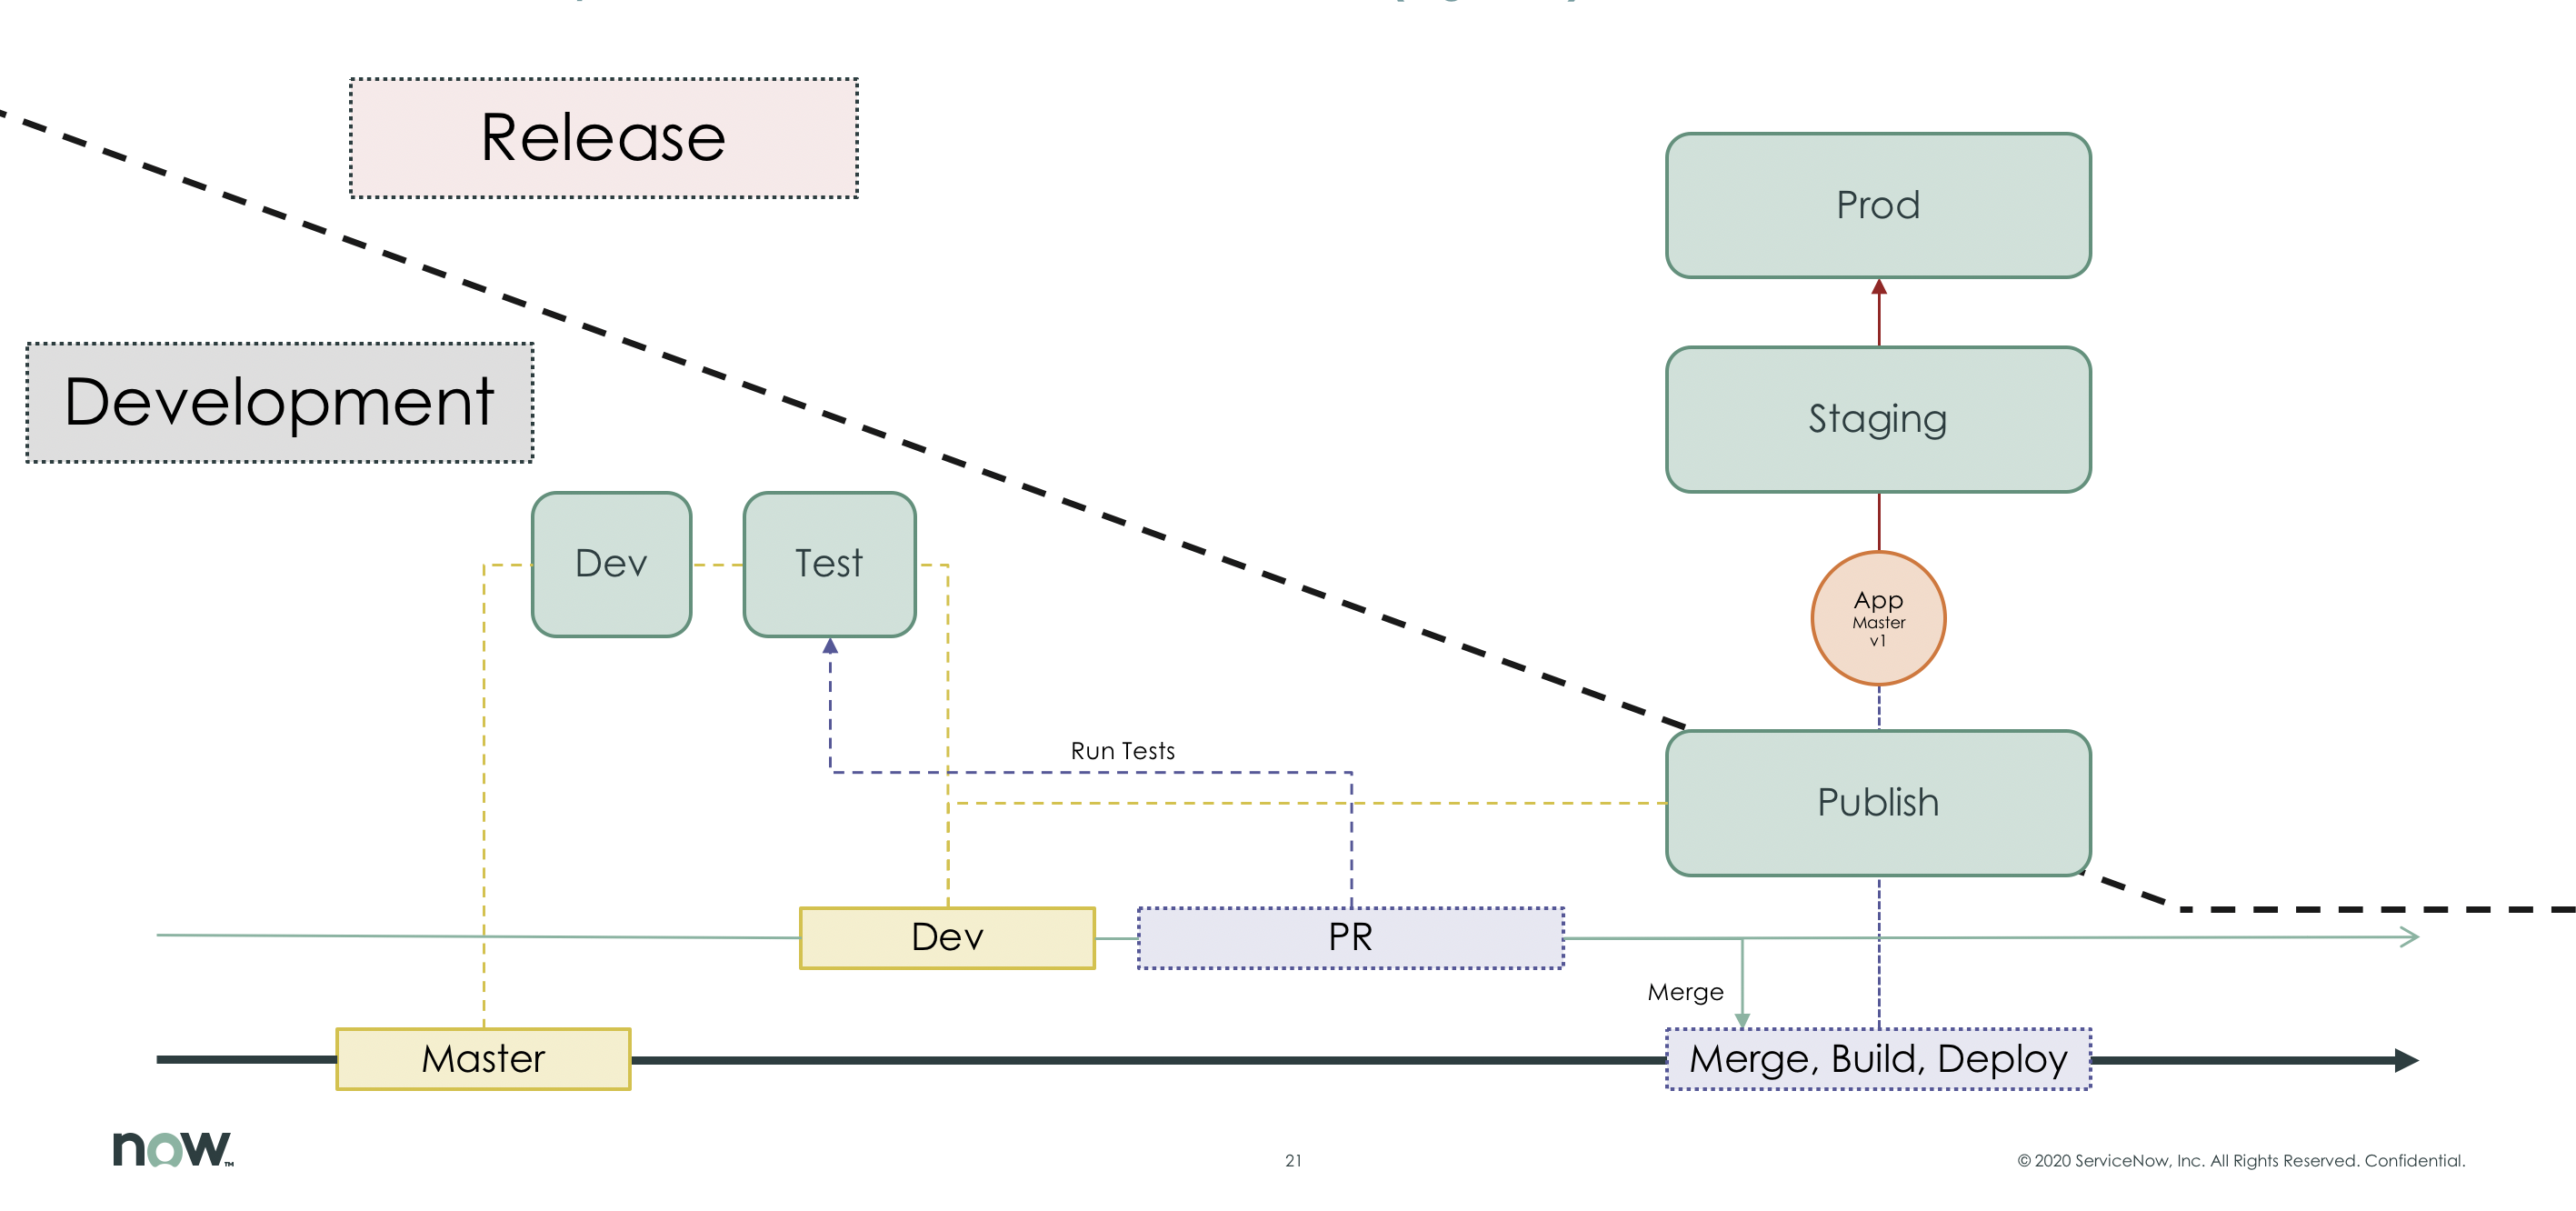 Release
Prod
Development
Staging
Dev
Test
App
Master
v1
Run Tests
Publish
Dev
PR
Merge
Master
Merge, Build, Deploy
now™
21
© 2020 ServiceNow, Inc. All Rights Reserved. Confidential.